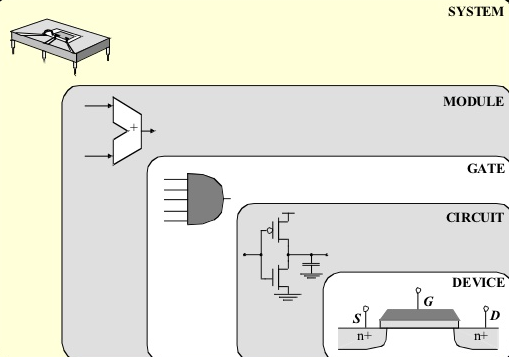 SYSTEM
MODULE
+
GATE
CIRCUIT
DEVICE
G
S D
n+ n+